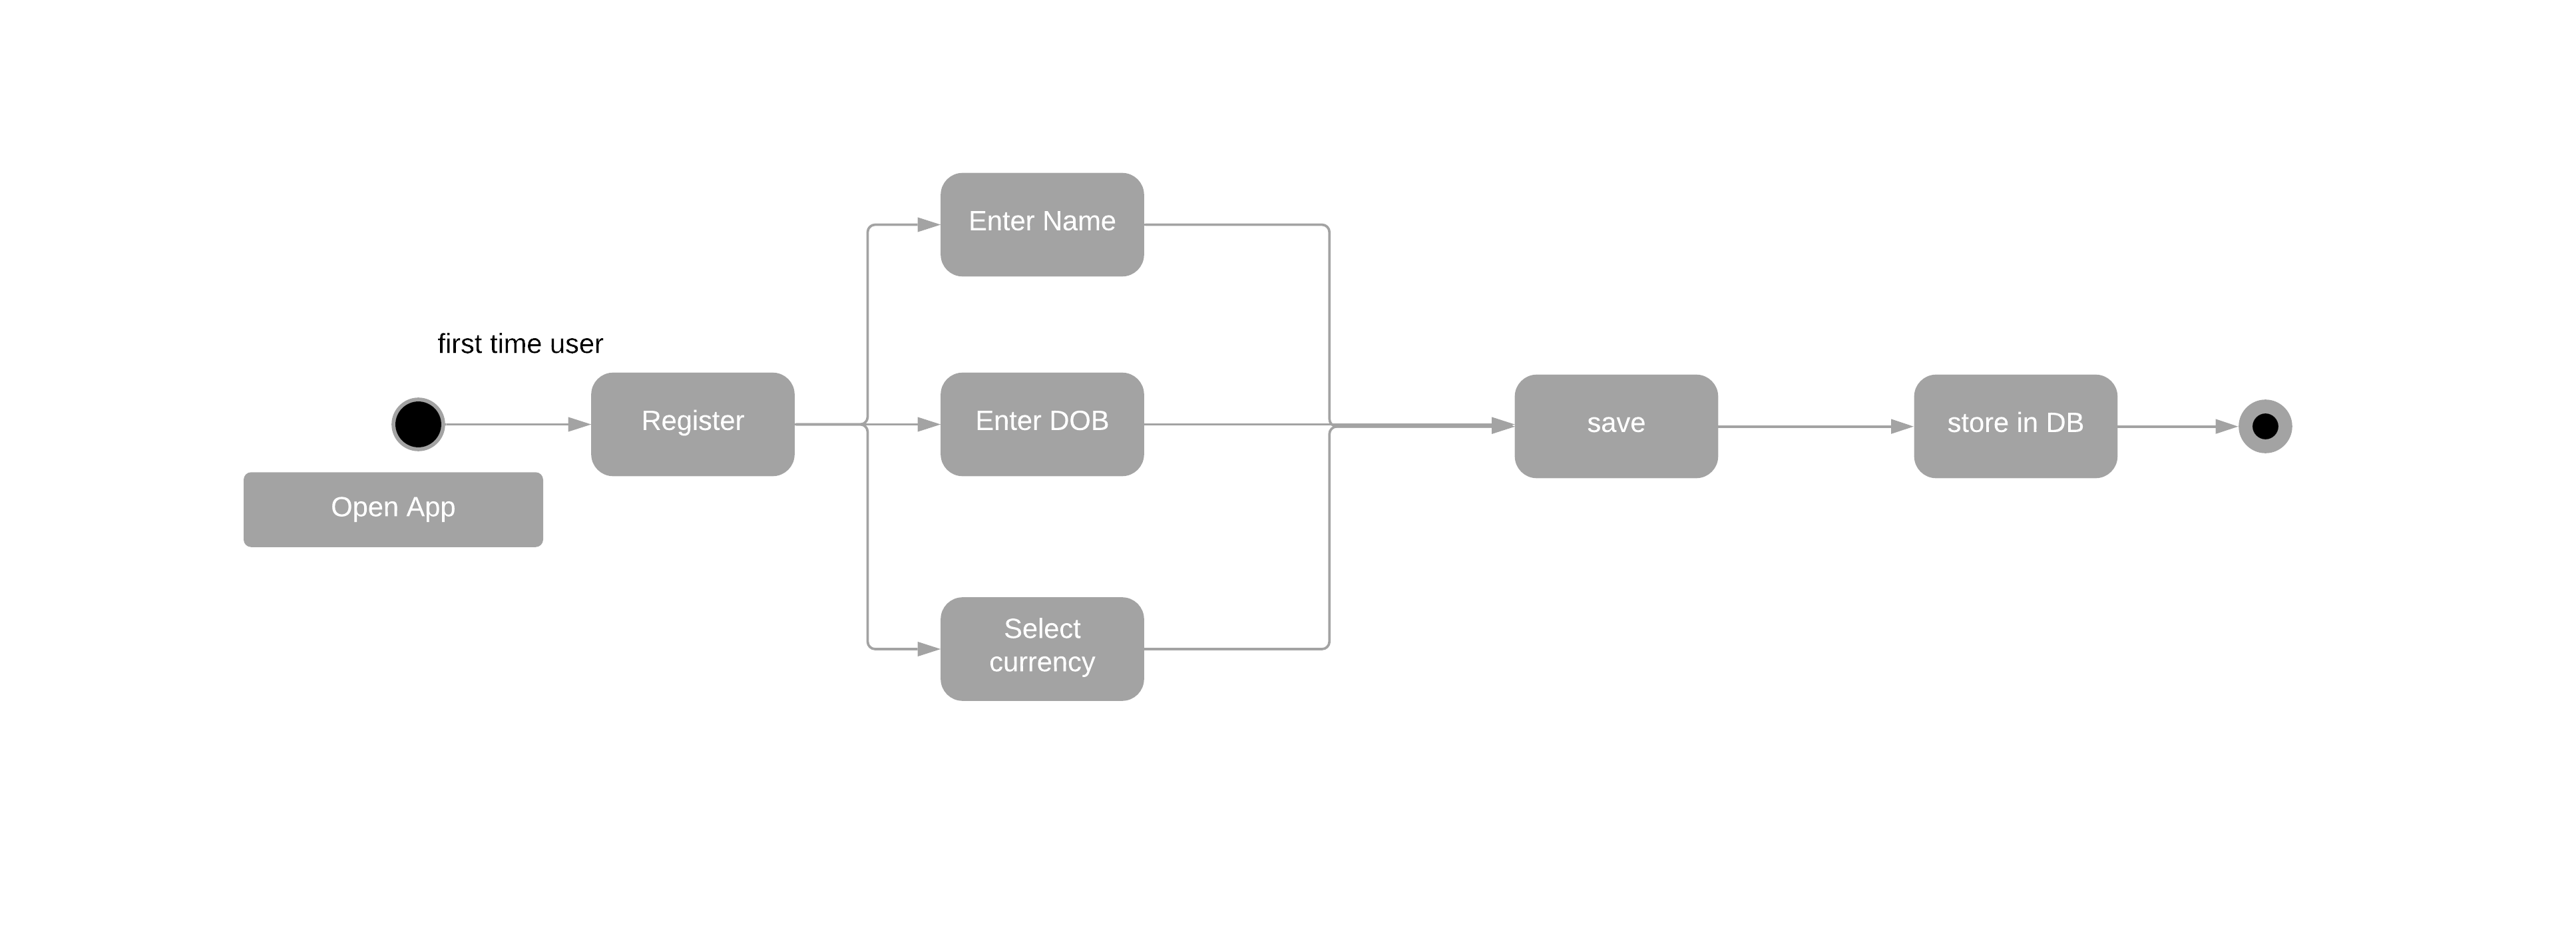 first time user
Open App
Register
Enter Name
Enter DOB
Select
currency
save
store in DB